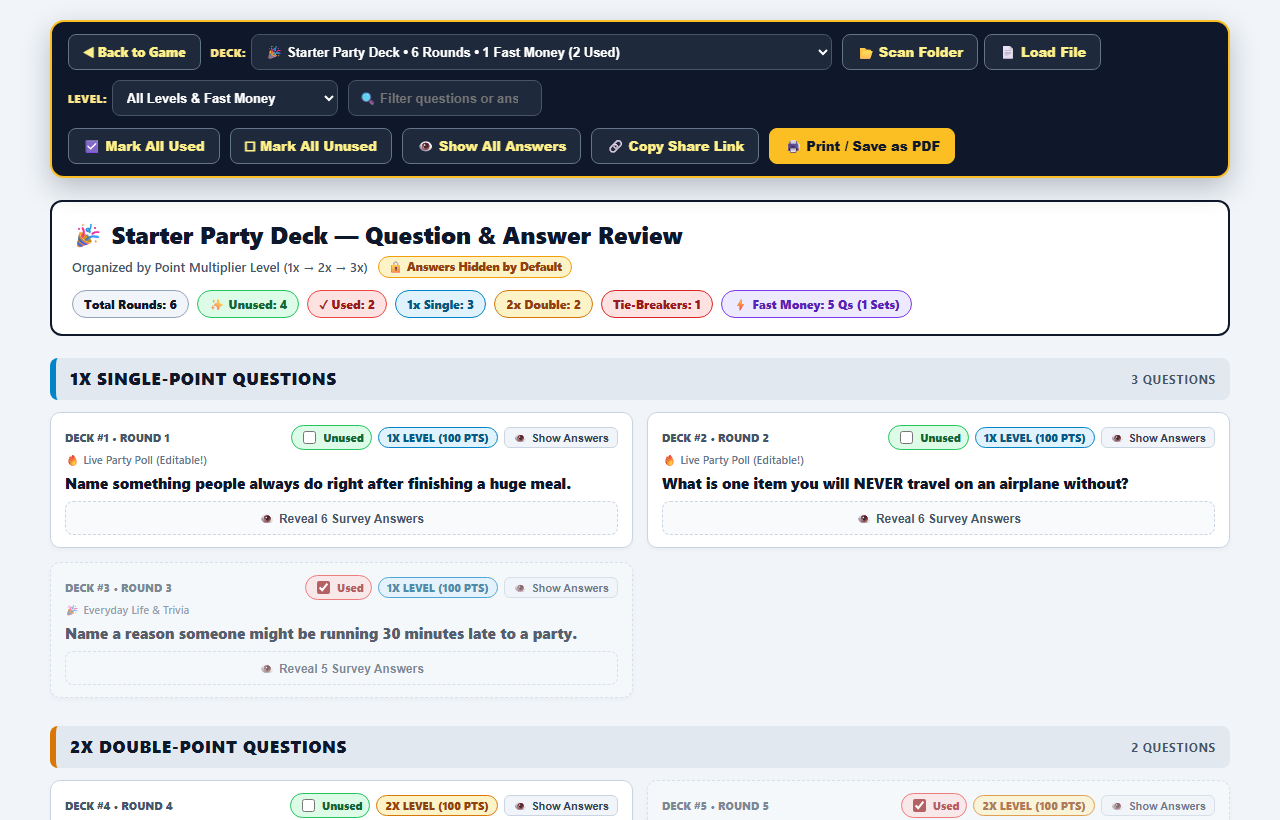 ◀ Back to Game DECK: 🎉 Starter Party Deck • 6 Rounds • 1 Fast Money (2 Used) 📂 Scan Folder 📄 Load File
LEVEL: All Levels & Fast Money 🔍 Filter questions or ans
☑ Mark All Used ☐ Mark All Unused 👁 Show All Answers 🔗 Copy Share Link 🖨 Print / Save as PDF
🎉 Starter Party Deck — Question & Answer Review
Organized by Point Multiplier Level (1x → 2x → 3x) 🔒 Answers Hidden by Default
Total Rounds: 6 ✨ Unused: 4 ✓ Used: 2 1x Single: 3 2x Double: 2 Tie-Breakers: 1 ⚡ Fast Money: 5 Qs (1 Sets)
1X SINGLE-POINT QUESTIONS 3 QUESTIONS
DECK #1 • ROUND 1 Unused 1X LEVEL (100 PTS) 👁 Show Answers
🔥 Live Party Poll (Editable!)
Name something people always do right after finishing a huge meal.
👁 Reveal 6 Survey Answers
DECK #2 • ROUND 2 Unused 1X LEVEL (100 PTS) 👁 Show Answers
🔥 Live Party Poll (Editable!)
What is one item you will NEVER travel on an airplane without?
👁 Reveal 6 Survey Answers
DECK #3 • ROUND 3 Used 1X LEVEL (100 PTS) 👁 Show Answers
🎉 Everyday Life & Trivia
Name a reason someone might be running 30 minutes late to a party.
👁 Reveal 5 Survey Answers
2X DOUBLE-POINT QUESTIONS 2 QUESTIONS
DECK #4 • ROUND 4 Unused 2X LEVEL (100 PTS) 👁 Show Answers
DECK #5 • ROUND 5 Used 2X LEVEL (100 PTS) 👁 Show Answers